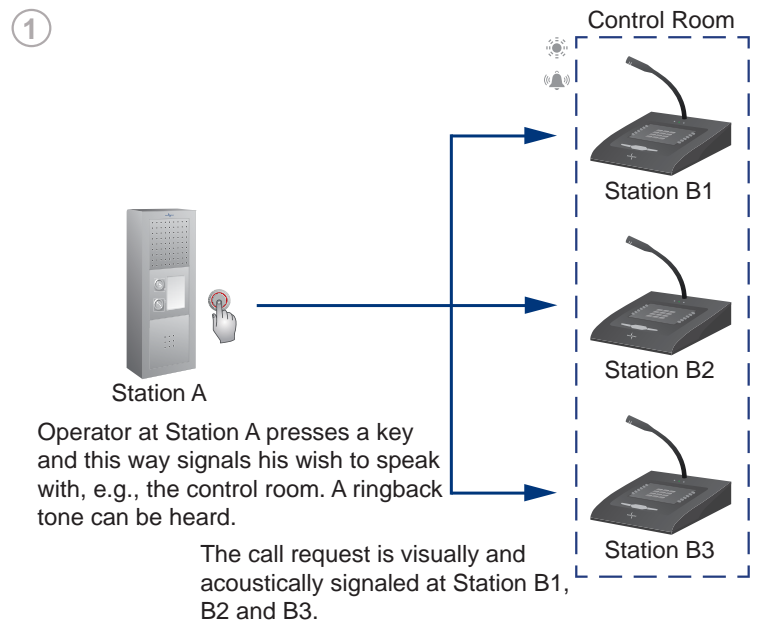 1
Control Room
Station B1
Station B2
Station A
Operator at Station A presses a key
and this way signals his wish to speak
with, e.g., the control room. A ringback
tone can be heard.
Station B3
The call request is visually and
acoustically signaled at Station B1,
B2 and B3.